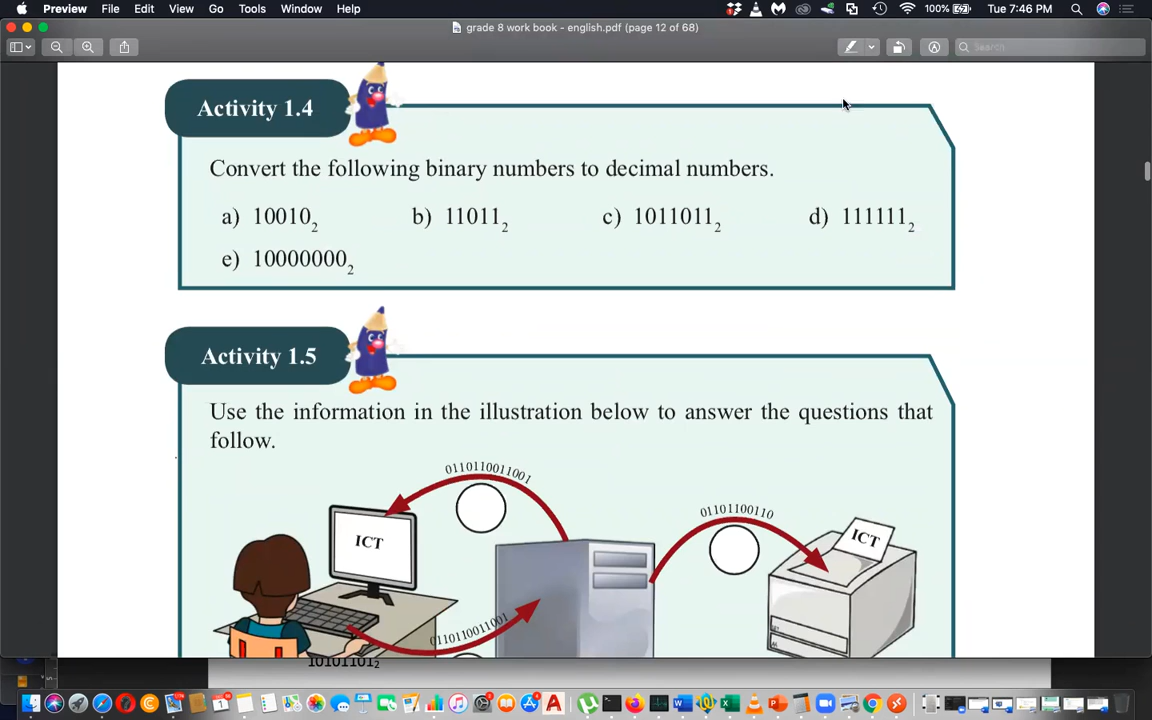 Preview File Edit View Go Tools Window Help 100% Tue 7:46 PM
grade 8 work book - english.pdf (page 12 of 68)
Search
Activity 1.4
Convert the following binary numbers to decimal numbers.
a) 10010₂ b) 11011₂ c) 1011011₂ d) 111111₂
e) 10000000₂
Activity 1.5
Use the information in the illustration below to answer the questions that
follow.
0110110011001
01101100110
ICT
ICT
0110110011001
10101101₂